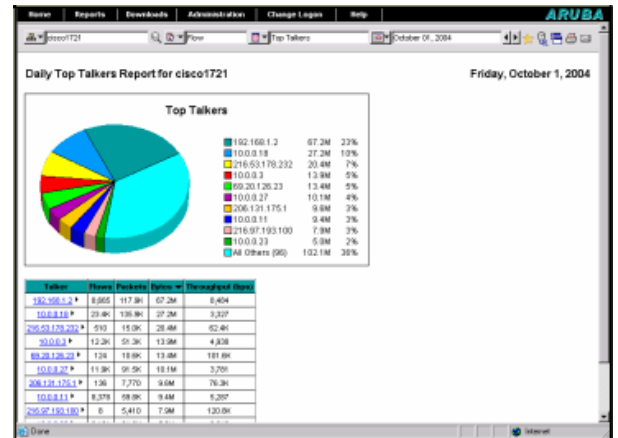 Home Reports Downloads Administration Change Logon Help ARUBA
cisco1721 Flow Top Talkers October 01, 2004
Daily Top Talkers Report for cisco1721 Friday, October 1, 2004
Top Talkers
192.168.1.2 67.2M 23%
10.0.0.18 27.2M 10%
216.53.178.232 20.4M 7%
10.0.0.3 13.9M 5%
69.20.126.23 13.4M 5%
10.0.0.27 10.1M 4%
206.131.175.1 9.6M 3%
10.0.0.11 9.4M 3%
216.97.193.100 7.9M 3%
10.0.0.23 5.0M 2%
All Others (96) 102.1M 36%
Talker Flows Packets Bytes Throughput (bps)
192.168.1.2 8,665 117.9K 67.2M 8,404
10.0.0.18 23.4K 135.9K 27.2M 3,327
216.53.178.232 510 15.0K 20.4M 62.4K
10.0.0.3 12.2K 51.3K 13.9M 4,938
69.20.126.23 124 10.6K 13.4M 101.6K
10.0.0.27 11.9K 91.5K 10.1M 3,781
206.131.175.1 136 7,770 9.6M 76.3K
10.0.0.11 8,378 68.8K 9.4M 5,287
216.97.193.100 8 5,410 7.9M 120.8K
Done Internet